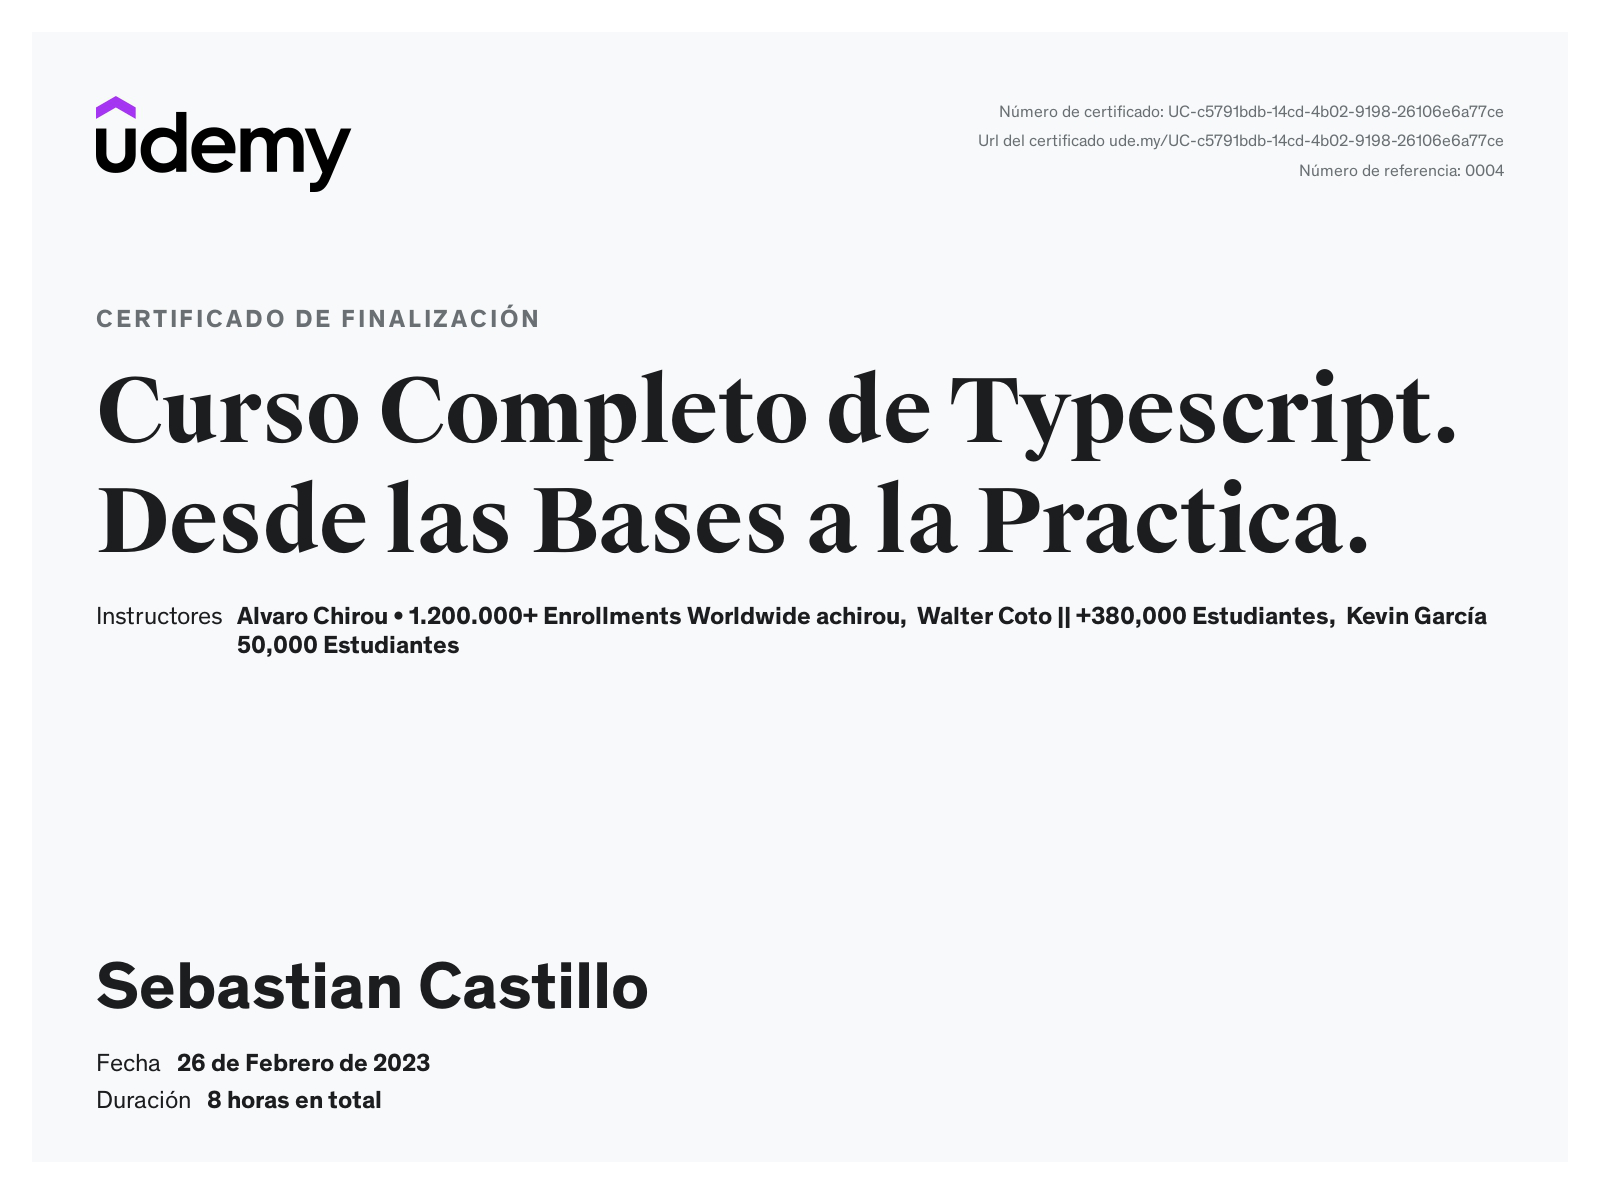 udemy
Número de certificado: UC-c5791bdb-14cd-4b02-9198-26106e6a77ce
Url del certificado ude.my/UC-c5791bdb-14cd-4b02-9198-26106e6a77ce
Número de referencia: 0004
CERTIFICADO DE FINALIZACIÓN
Curso Completo de Typescript.
Desde las Bases a la Practica.
Instructores Alvaro Chirou • 1.200.000+ Enrollments Worldwide achirou, Walter Coto || +380,000 Estudiantes, Kevin García
50,000 Estudiantes
Sebastian Castillo
Fecha 26 de Febrero de 2023
Duración 8 horas en total